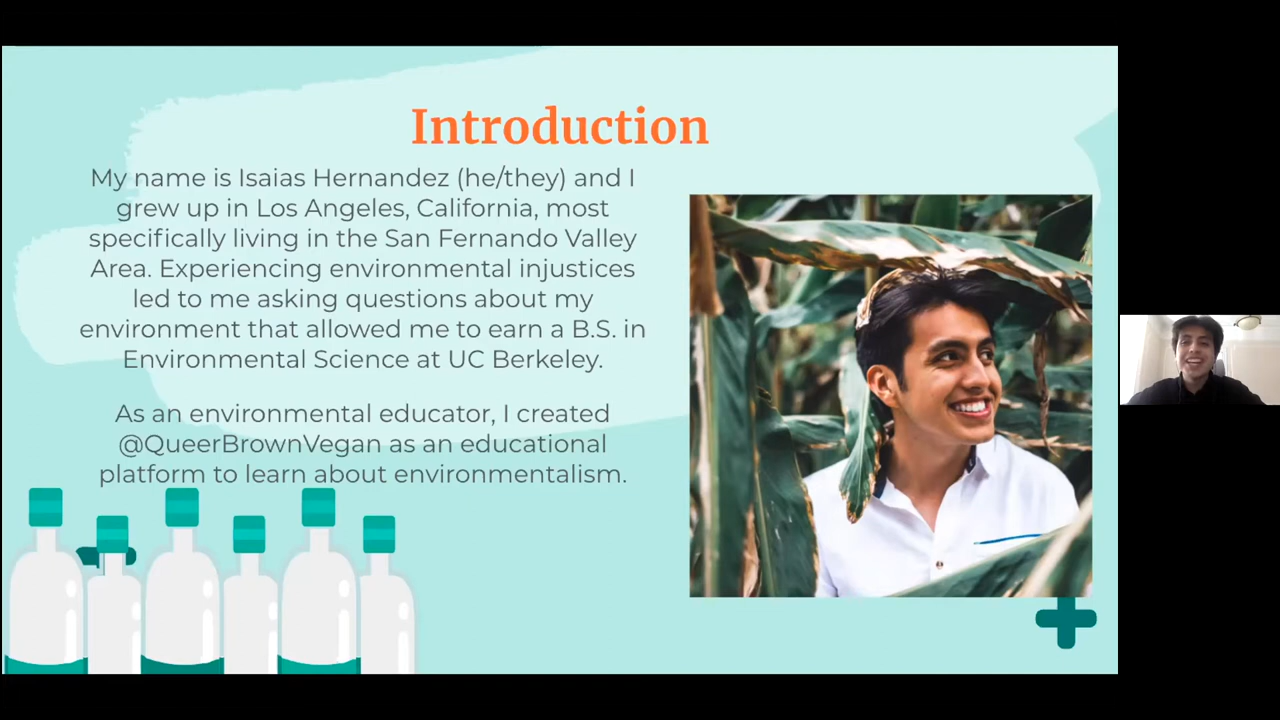 Introduction
My name is Isaias Hernandez (he/they) and I
grew up in Los Angeles, California, most
specifically living in the San Fernando Valley
Area. Experiencing environmental injustices
led to me asking questions about my
environment that allowed me to earn a B.S. in
Environmental Science at UC Berkeley.
As an environmental educator, I created
@QueerBrownVegan as an educational
platform to learn about environmentalism.